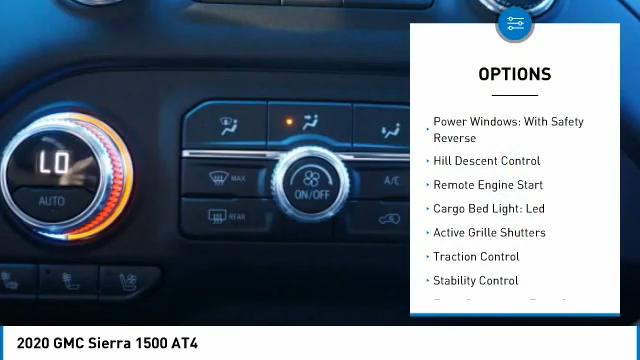 OPTIONS
Power Windows: With Safety
Reverse
Hill Descent Control
Remote Engine Start
Cargo Bed Light: Led
Active Grille Shutters
Traction Control
Stability Control
LO
AUTO
MAX
REAR
ON/OFF
A/C
2020 GMC Sierra 1500 AT4